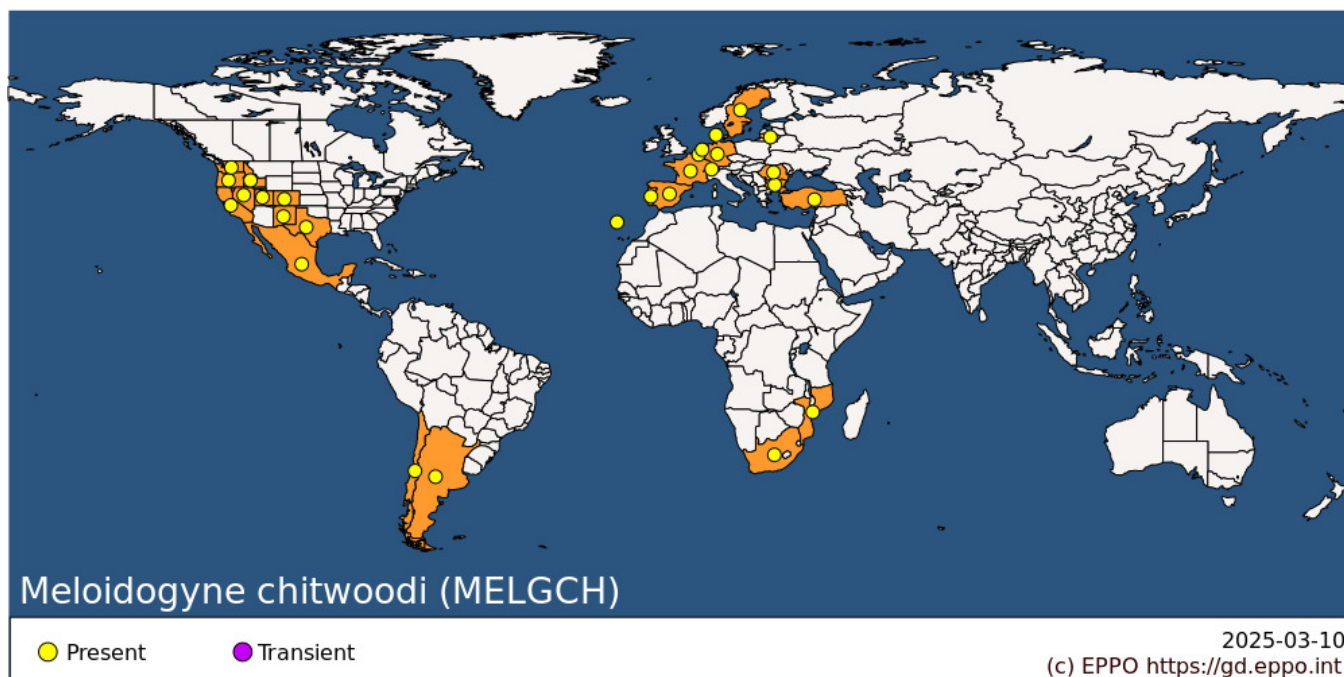 Meloidogyne chitwoodi (MELGCH)
Present
Transient
2025-03-10
(c) EPPO https://gd.eppo.int